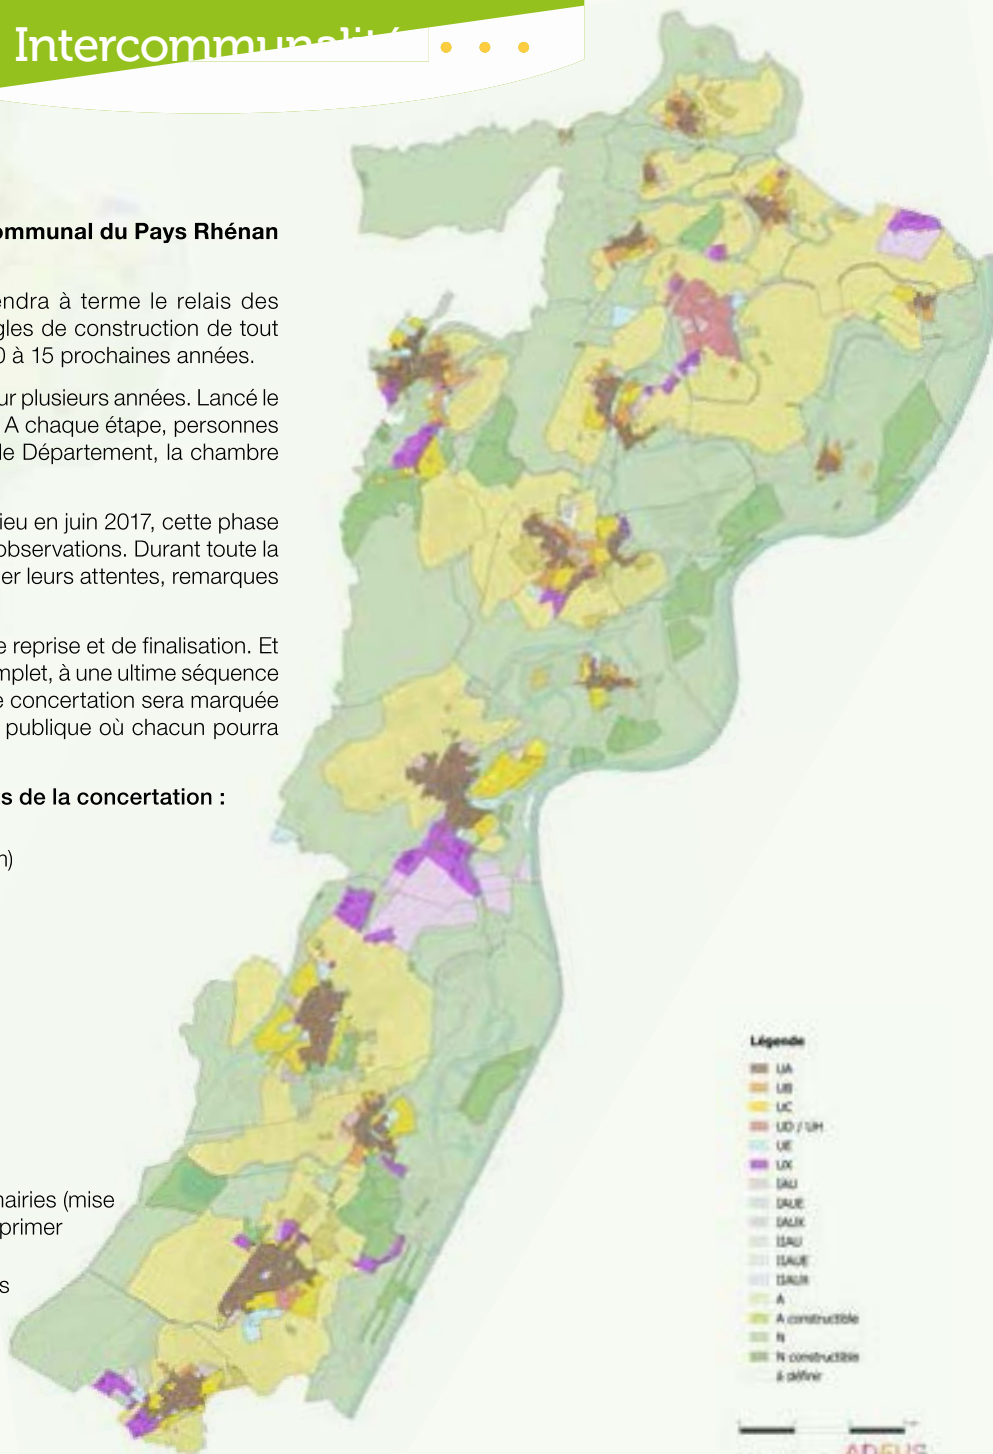 Intercommunalité
ommunal du Pays Rhénan
endra à terme le relais des
gles de construction de tout
0 à 15 prochaines années.
ur plusieurs années. Lancé le
A chaque étape, personnes
le Département, la chambre
ieu en juin 2017, cette phase
observations. Durant toute la
er leurs attentes, remarques
e reprise et de finalisation. Et
mplet, à une ultime séquence
e concertation sera marquée
publique où chacun pourra
s de la concertation :
n)
nairies (mise
primer
s
Légende
UA
UB
UC
UD / UH
UE
UX
IAU
IAUE
IAUX
IIAU
IIAUE
IIAUX
A
A constructible
N
N constructible
à définir
ADEUS